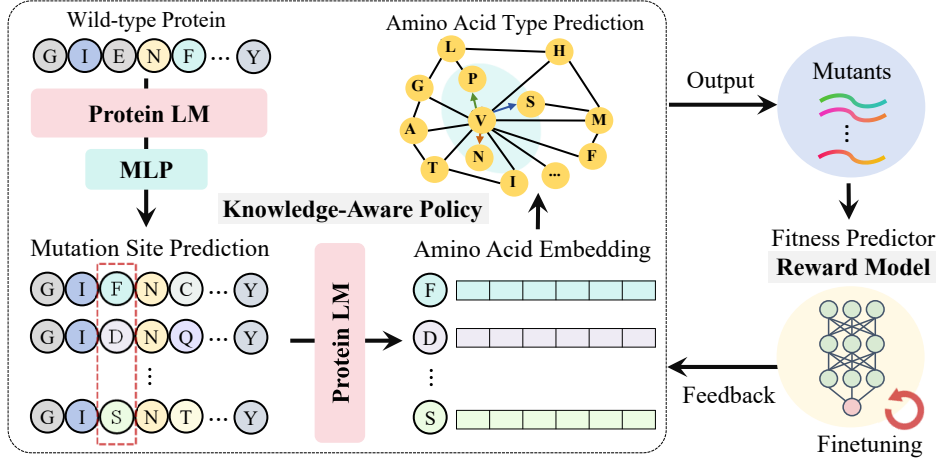 Wild-type Protein
G I E N F ... Y
Protein LM
MLP
Mutation Site Prediction
G I F N C ... Y
G I D N Q ... Y
⋮
G I S N T ... Y
Protein LM
Knowledge-Aware Policy
Amino Acid Type Prediction
L H
P
G S
V M
A
N F
T I ...
Amino Acid Embedding
F
D
⋮
S
Output
Mutants
⋮
Fitness Predictor
Reward Model
Feedback
Finetuning